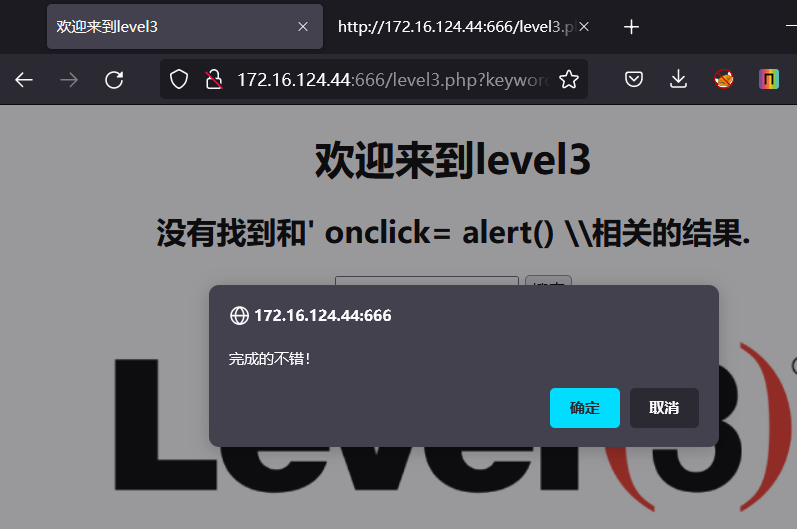 欢迎来到level3
http://172.16.124.44:666/level3.p
172.16.124.44:666/level3.php?keywor
欢迎来到level3
没有找到和' onclick= alert() \\相关的结果.
172.16.124.44:666
完成的不错！
确定 取消
Level(3)